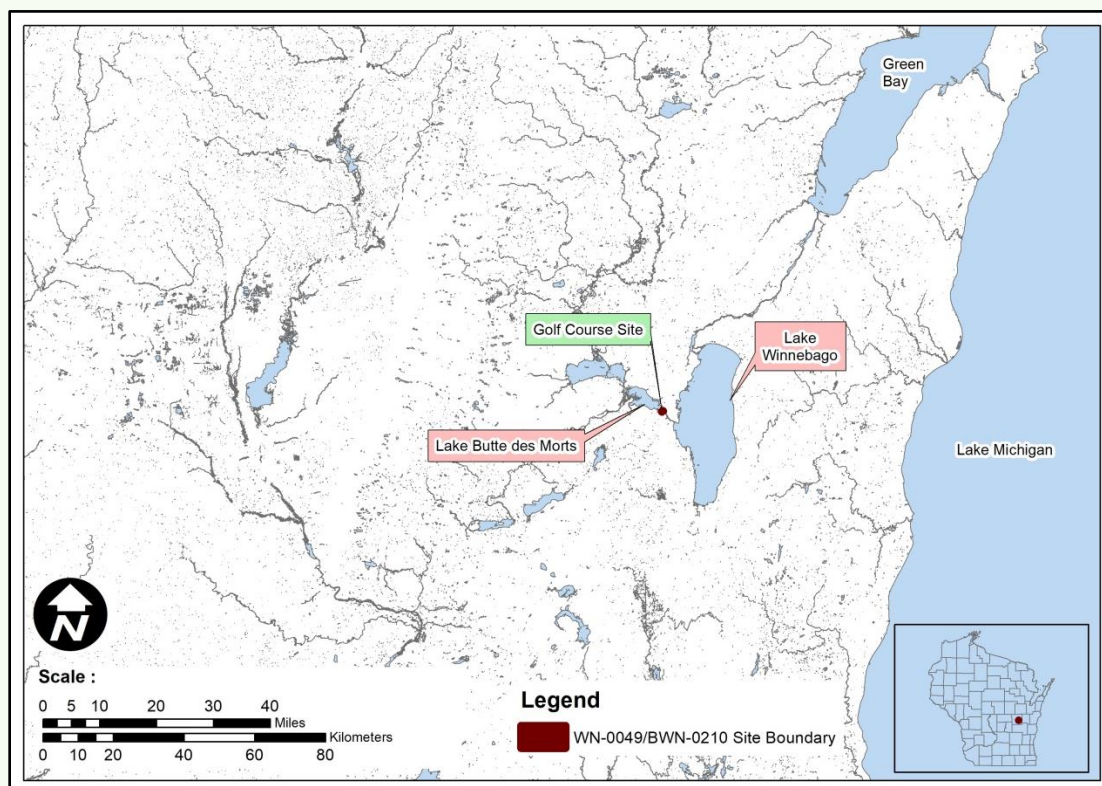 Green
Bay
Golf Course Site
Lake
Winnebago
Lake Butte des Morts
Lake Michigan
N
Scale :
0 5 10 20 30 40
Miles
Kilometers
0 10 20 40 60 80
Legend
WN-0049/BWN-0210 Site Boundary